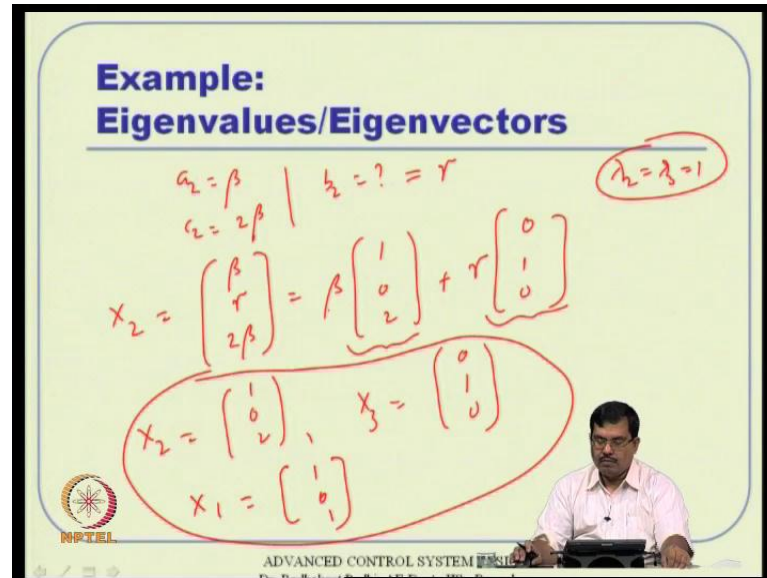 Example:
Eigenvalues/Eigenvectors
a₂ = β | b₂ = ? = r
c₂ = 2β
λ₂ = λ₃ = 1
X₂ = (β r 2β) = β [1 0 2] + r [0 1 0]
X₂ = (1 0 2), X₃ = (0 1 0)
X₁ = [1 0 1]
NPTEL
ADVANCED CONTROL SYSTEM